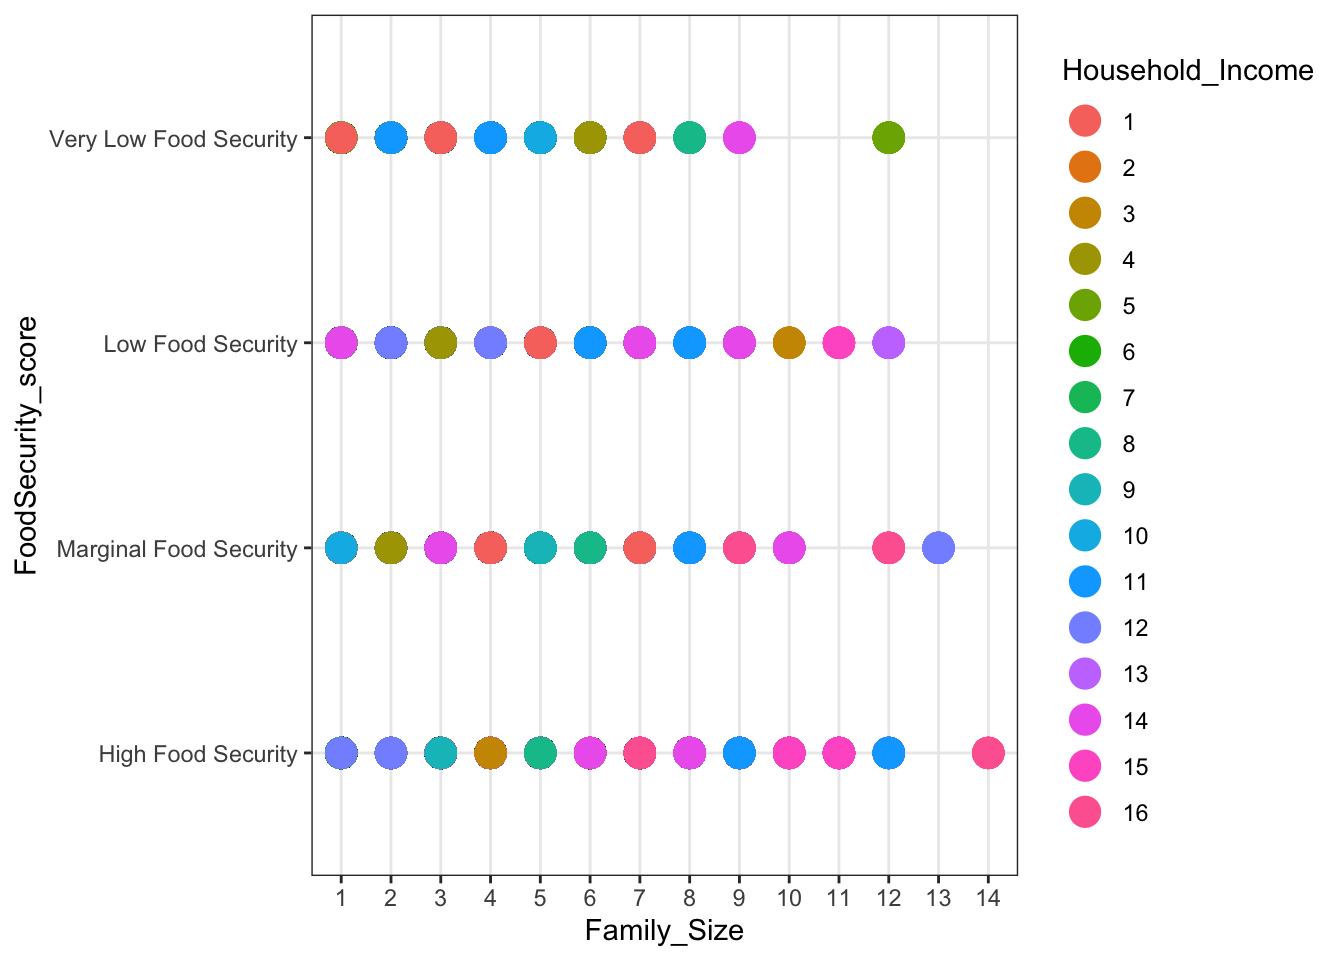 Household_Income
1
2
3
4
5
6
7
8
9
10
11
12
13
14
15
16
FoodSecurity_score
Very Low Food Security
Low Food Security
Marginal Food Security
High Food Security
1 2 3 4 5 6 7 8 9 10 11 12 13 14
Family_Size